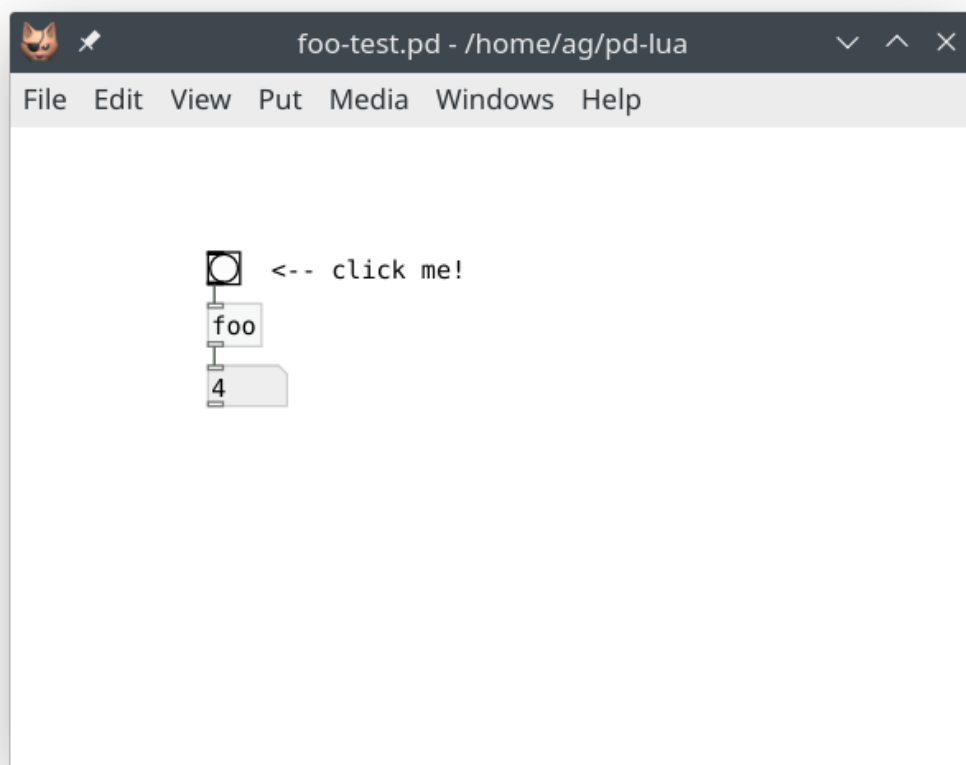 foo-test.pd - /home/ag/pd-lua
File Edit View Put Media Windows Help
<-- click me!
foo
4